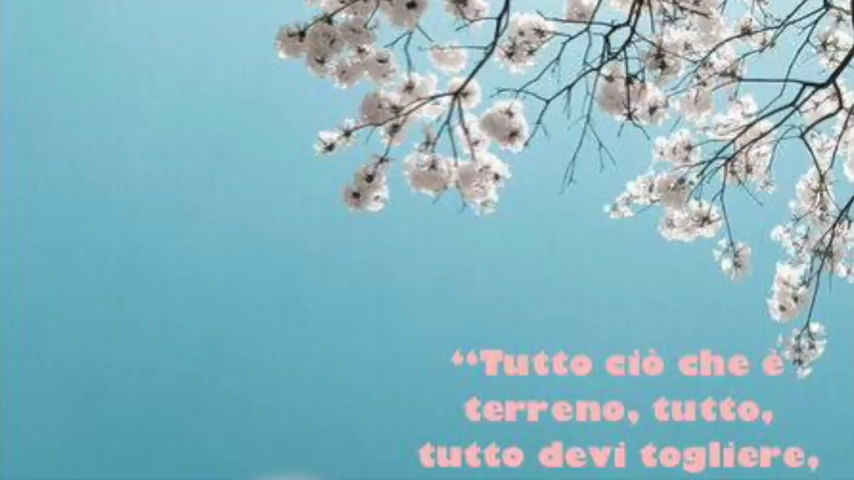 “Tutto ciò che è
terreno, tutto,
tutto devi togliere,